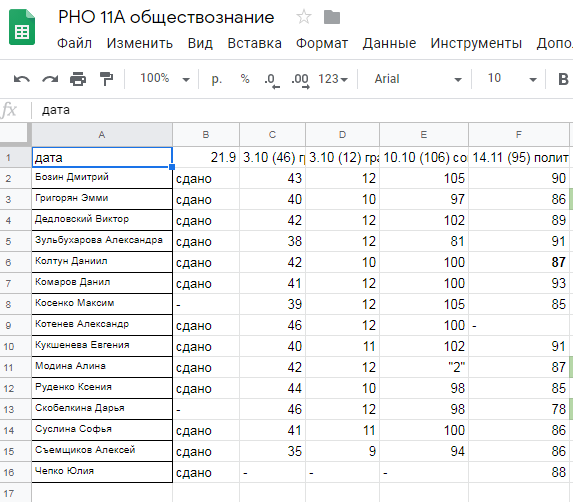 РНО 11А обществознание
Файл Изменить Вид Вставка Формат Данные Инструменты Допо
100% р. % .0 .00 123 Arial 10 B
fx дата
A B C D E F
1 дата 21.9 3.10 (46) гр 3.10 (12) гра 10.10 (106) со 14.11 (95) полит
2 Бозин Дмитрий сдано 43 12 105 90
3 Григорян Эмми сдано 40 10 97 86
4 Дедловский Виктор сдано 42 12 102 89
5 Зульбухарова Александра сдано 38 12 81 91
6 Колтун Даниил сдано 42 10 100 87
7 Комаров Данил сдано 41 12 100 93
8 Косенко Максим - 39 12 105 85
9 Котенев Александр сдано 46 12 100 -
10 Кукшенева Евгения сдано 40 11 102 91
11 Модина Алина сдано 42 12 "2" 87
12 Руденко Ксения сдано 44 10 98 85
13 Скобелкина Дарья - 46 12 98 78
14 Суслина Софья сдано 41 11 100 86
15 Съемщиков Алексей сдано 35 9 94 86
16 Чепко Юлия сдано - - - 88
17